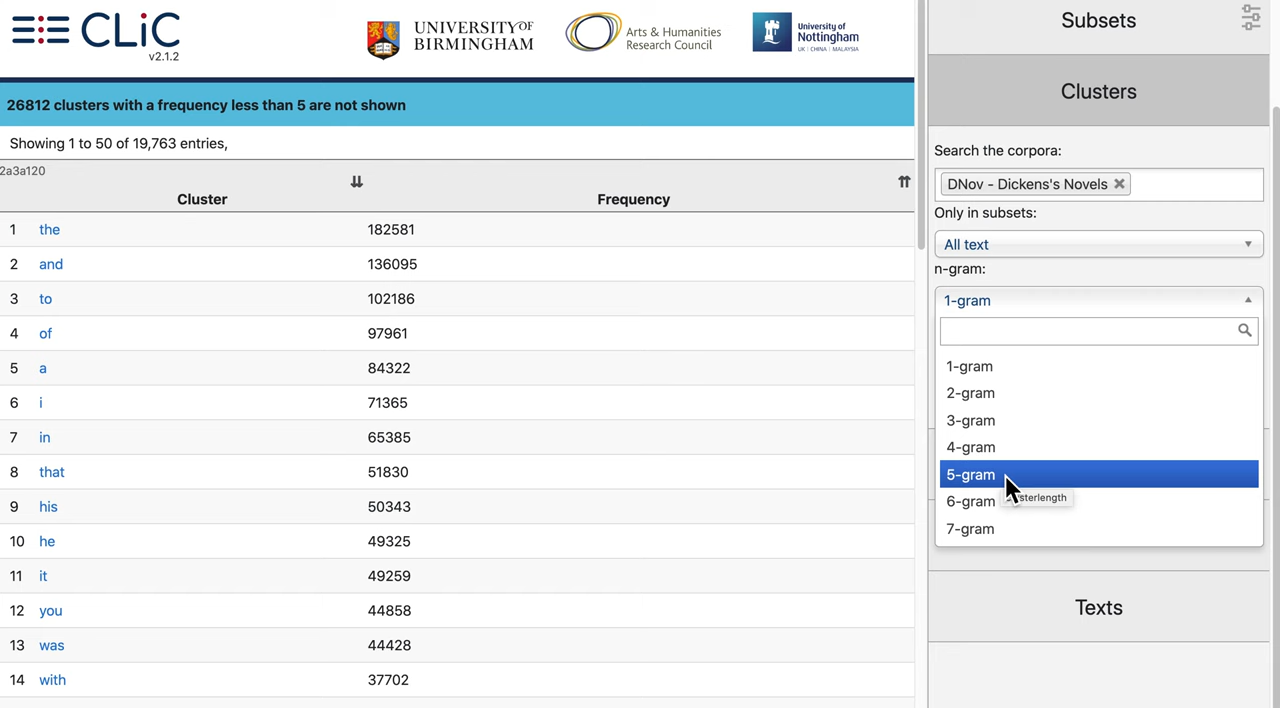 CLiC
v2.1.2
UNIVERSITY OF
BIRMINGHAM
Arts & Humanities
Research Council
University of
Nottingham
UK | CHINA | MALAYSIA
26812 clusters with a frequency less than 5 are not shown
Showing 1 to 50 of 19,763 entries,
2a3a120
Cluster Frequency
1 the 182581
2 and 136095
3 to 102186
4 of 97961
5 a 84322
6 i 71365
7 in 65385
8 that 51830
9 his 50343
10 he 49325
11 it 49259
12 you 44858
13 was 44428
14 with 37702
Subsets
Clusters
Search the corpora:
DNov - Dickens's Novels
Only in subsets:
All text
n-gram:
1-gram
1-gram
2-gram
3-gram
4-gram
5-gram
6-gram
7-gram
Texts